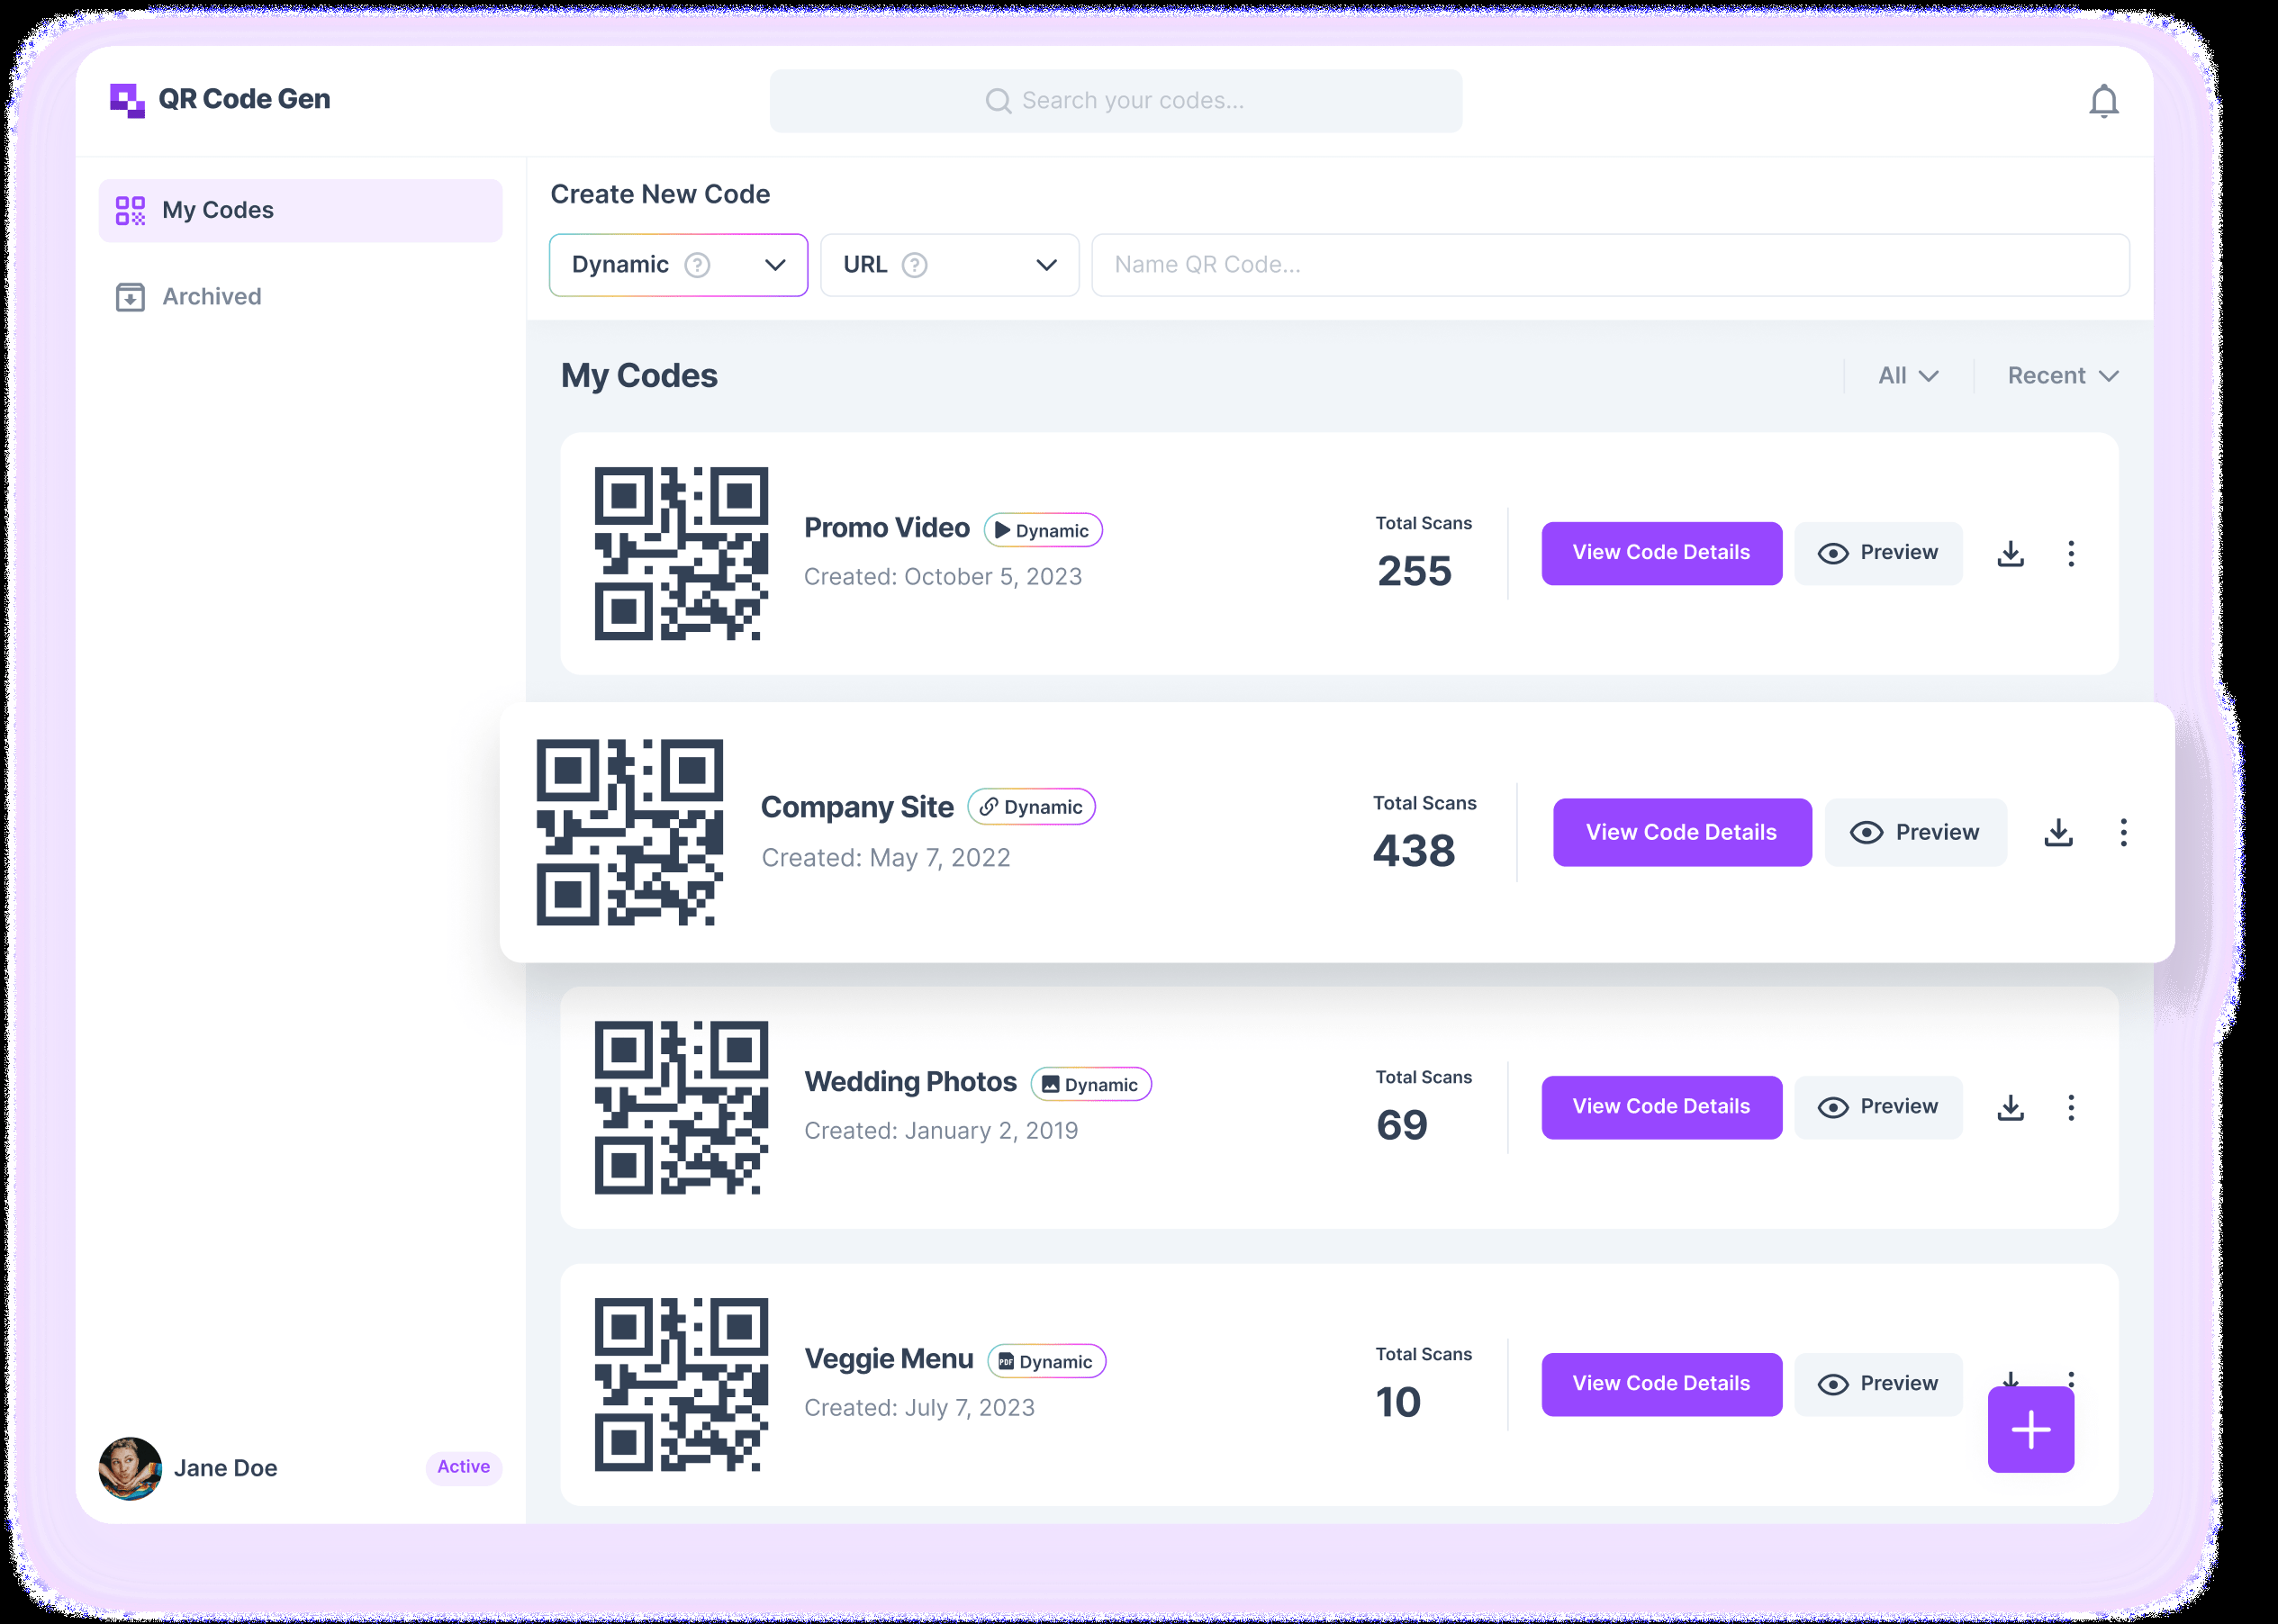 QR Code Gen
Search your codes...
My Codes
Archived
Create New Code
Dynamic ?
URL ?
Name QR Code...
My Codes
All
Recent
Promo Video
Dynamic
Created: October 5, 2023
Total Scans
255
View Code Details
Preview
Company Site
Dynamic
Created: May 7, 2022
Total Scans
438
View Code Details
Preview
Wedding Photos
Dynamic
Created: January 2, 2019
Total Scans
69
View Code Details
Preview
Veggie Menu
PDF Dynamic
Created: July 7, 2023
Total Scans
10
View Code Details
Preview
Jane Doe
Active